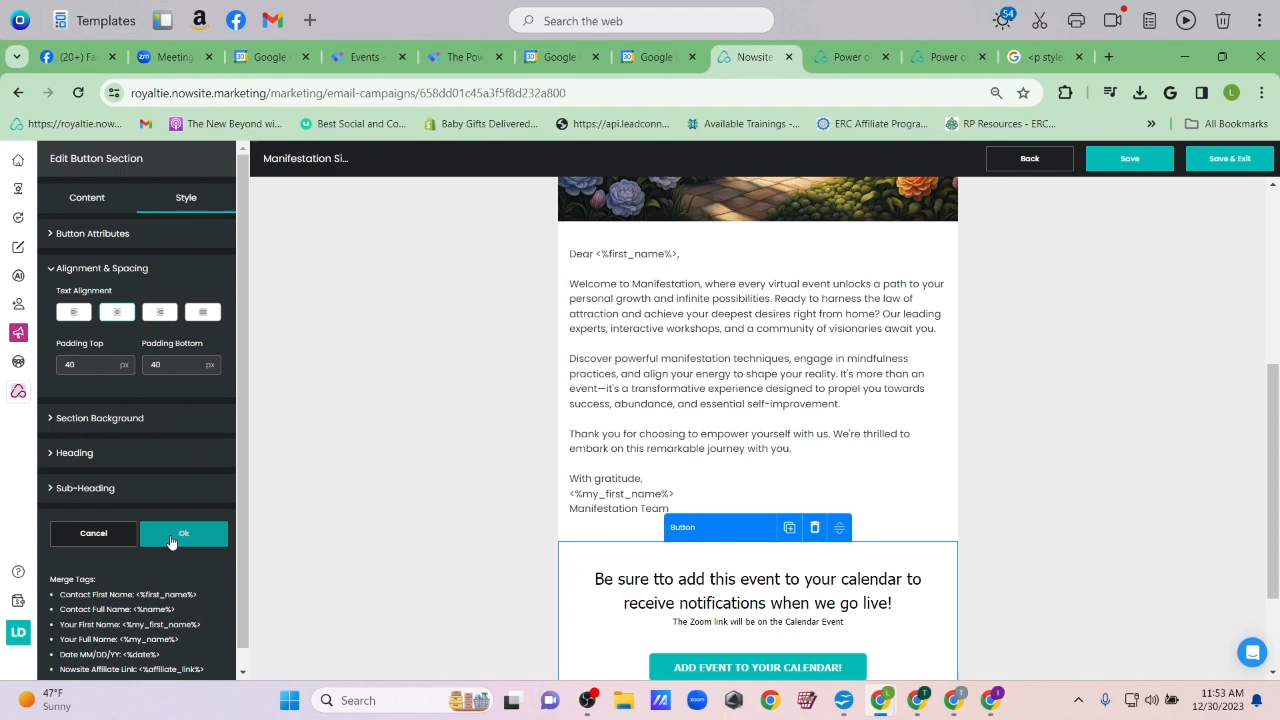 Templates
Search the web
54
(20+) Fa
Meeting
Google
Events -
The Pow
Google
Google
Nowsite
Power o
Power o
<p style
royaltie.nowsite.marketing/marketing/email-campaigns/658dd01c45a3f5f8d232a800
L
https://royaltie.now...
The New Beyond wi...
Best Social and Co...
Baby Gifts Delivered...
https://api.leadconn...
Available Trainings -...
ERC Affiliate Progra...
RP Resources - ERC...
All Bookmarks
Edit Button Section
Manifestation Si...
Back
Save
Save & Exit
Content
Style
Button Attributes
Alignment & Spacing
Text Alignment
Padding Top
Padding Bottom
40 px
40 px
Section Background
Heading
Sub-Heading
Cancel
Ok
Merge Tags:
Contact First Name: <%first_name%>
Contact Full Name: <%name%>
Your First Name: <%my_first_name%>
Your Full Name: <%my_name%>
Date MM/DD/YY: <%date%>
Nowsite Affiliate Link: <%affiliate_link%>
AI
LD
Dear <%first_name%>,
Welcome to Manifestation, where every virtual event unlocks a path to your
personal growth and infinite possibilities. Ready to harness the law of
attraction and achieve your deepest desires right from home? Our leading
experts, interactive workshops, and a community of visionaries await you.
Discover powerful manifestation techniques, engage in mindfulness
practices, and align your energy to shape your reality. It's more than an
event—it's a transformative experience designed to propel you towards
success, abundance, and essential self-improvement.
Thank you for choosing to empower yourself with us. We're thrilled to
embark on this remarkable journey with you.
With gratitude,
<%my_first_name%>
Manifestation Team
Button
Be sure tto add this event to your calendar to
receive notifications when we go live!
The Zoom link will be on the Calendar Event
ADD EVENT TO YOUR CALENDAR!
47°F
Sunny
Search
11:53 AM
12/30/2023